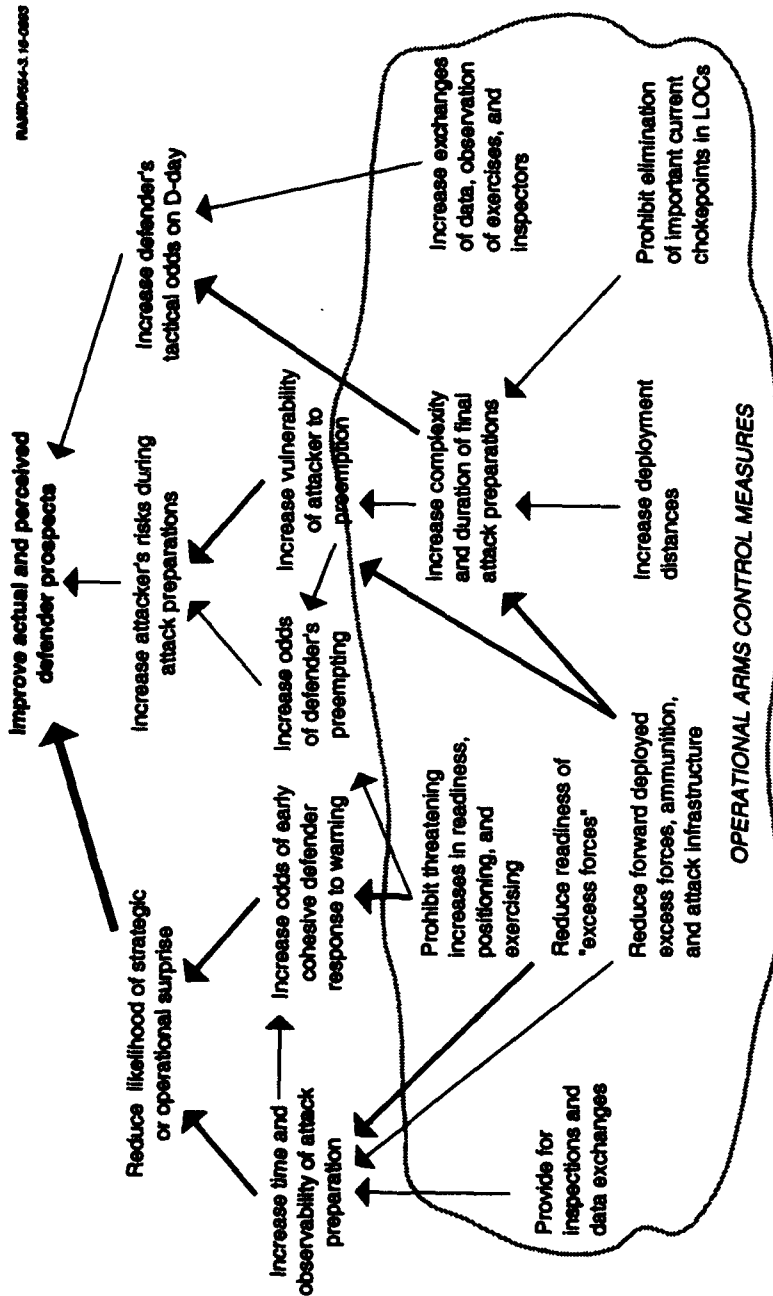 RAND#564-3.16-0893
Improve actual and perceived
defender prospects
Reduce likelihood of strategic
or operational surprise
Increase attacker's risks during
attack preparations
Increase defender's
tactical odds on D-day
Increase time and
observability of attack
preparation
Increase odds of early
cohesive defender
response to warning
Increase odds
of defender's
preempting
Increase vulnerability
of attacker to
preemption
Prohibit threatening
increases in readiness,
positioning, and
exercising
Increase complexity
and duration of final
attack preparations
Increase exchanges
of data, observation
of exercises, and
inspectors
Provide for
inspections and
data exchanges
Reduce readiness of
"excess forces"
Reduce forward deployed
excess forces, ammunition,
and attack infrastructure
Increase deployment
distances
Prohibit elimination
of important current
chokepoints in LOCs
OPERATIONAL ARMS CONTROL MEASURES